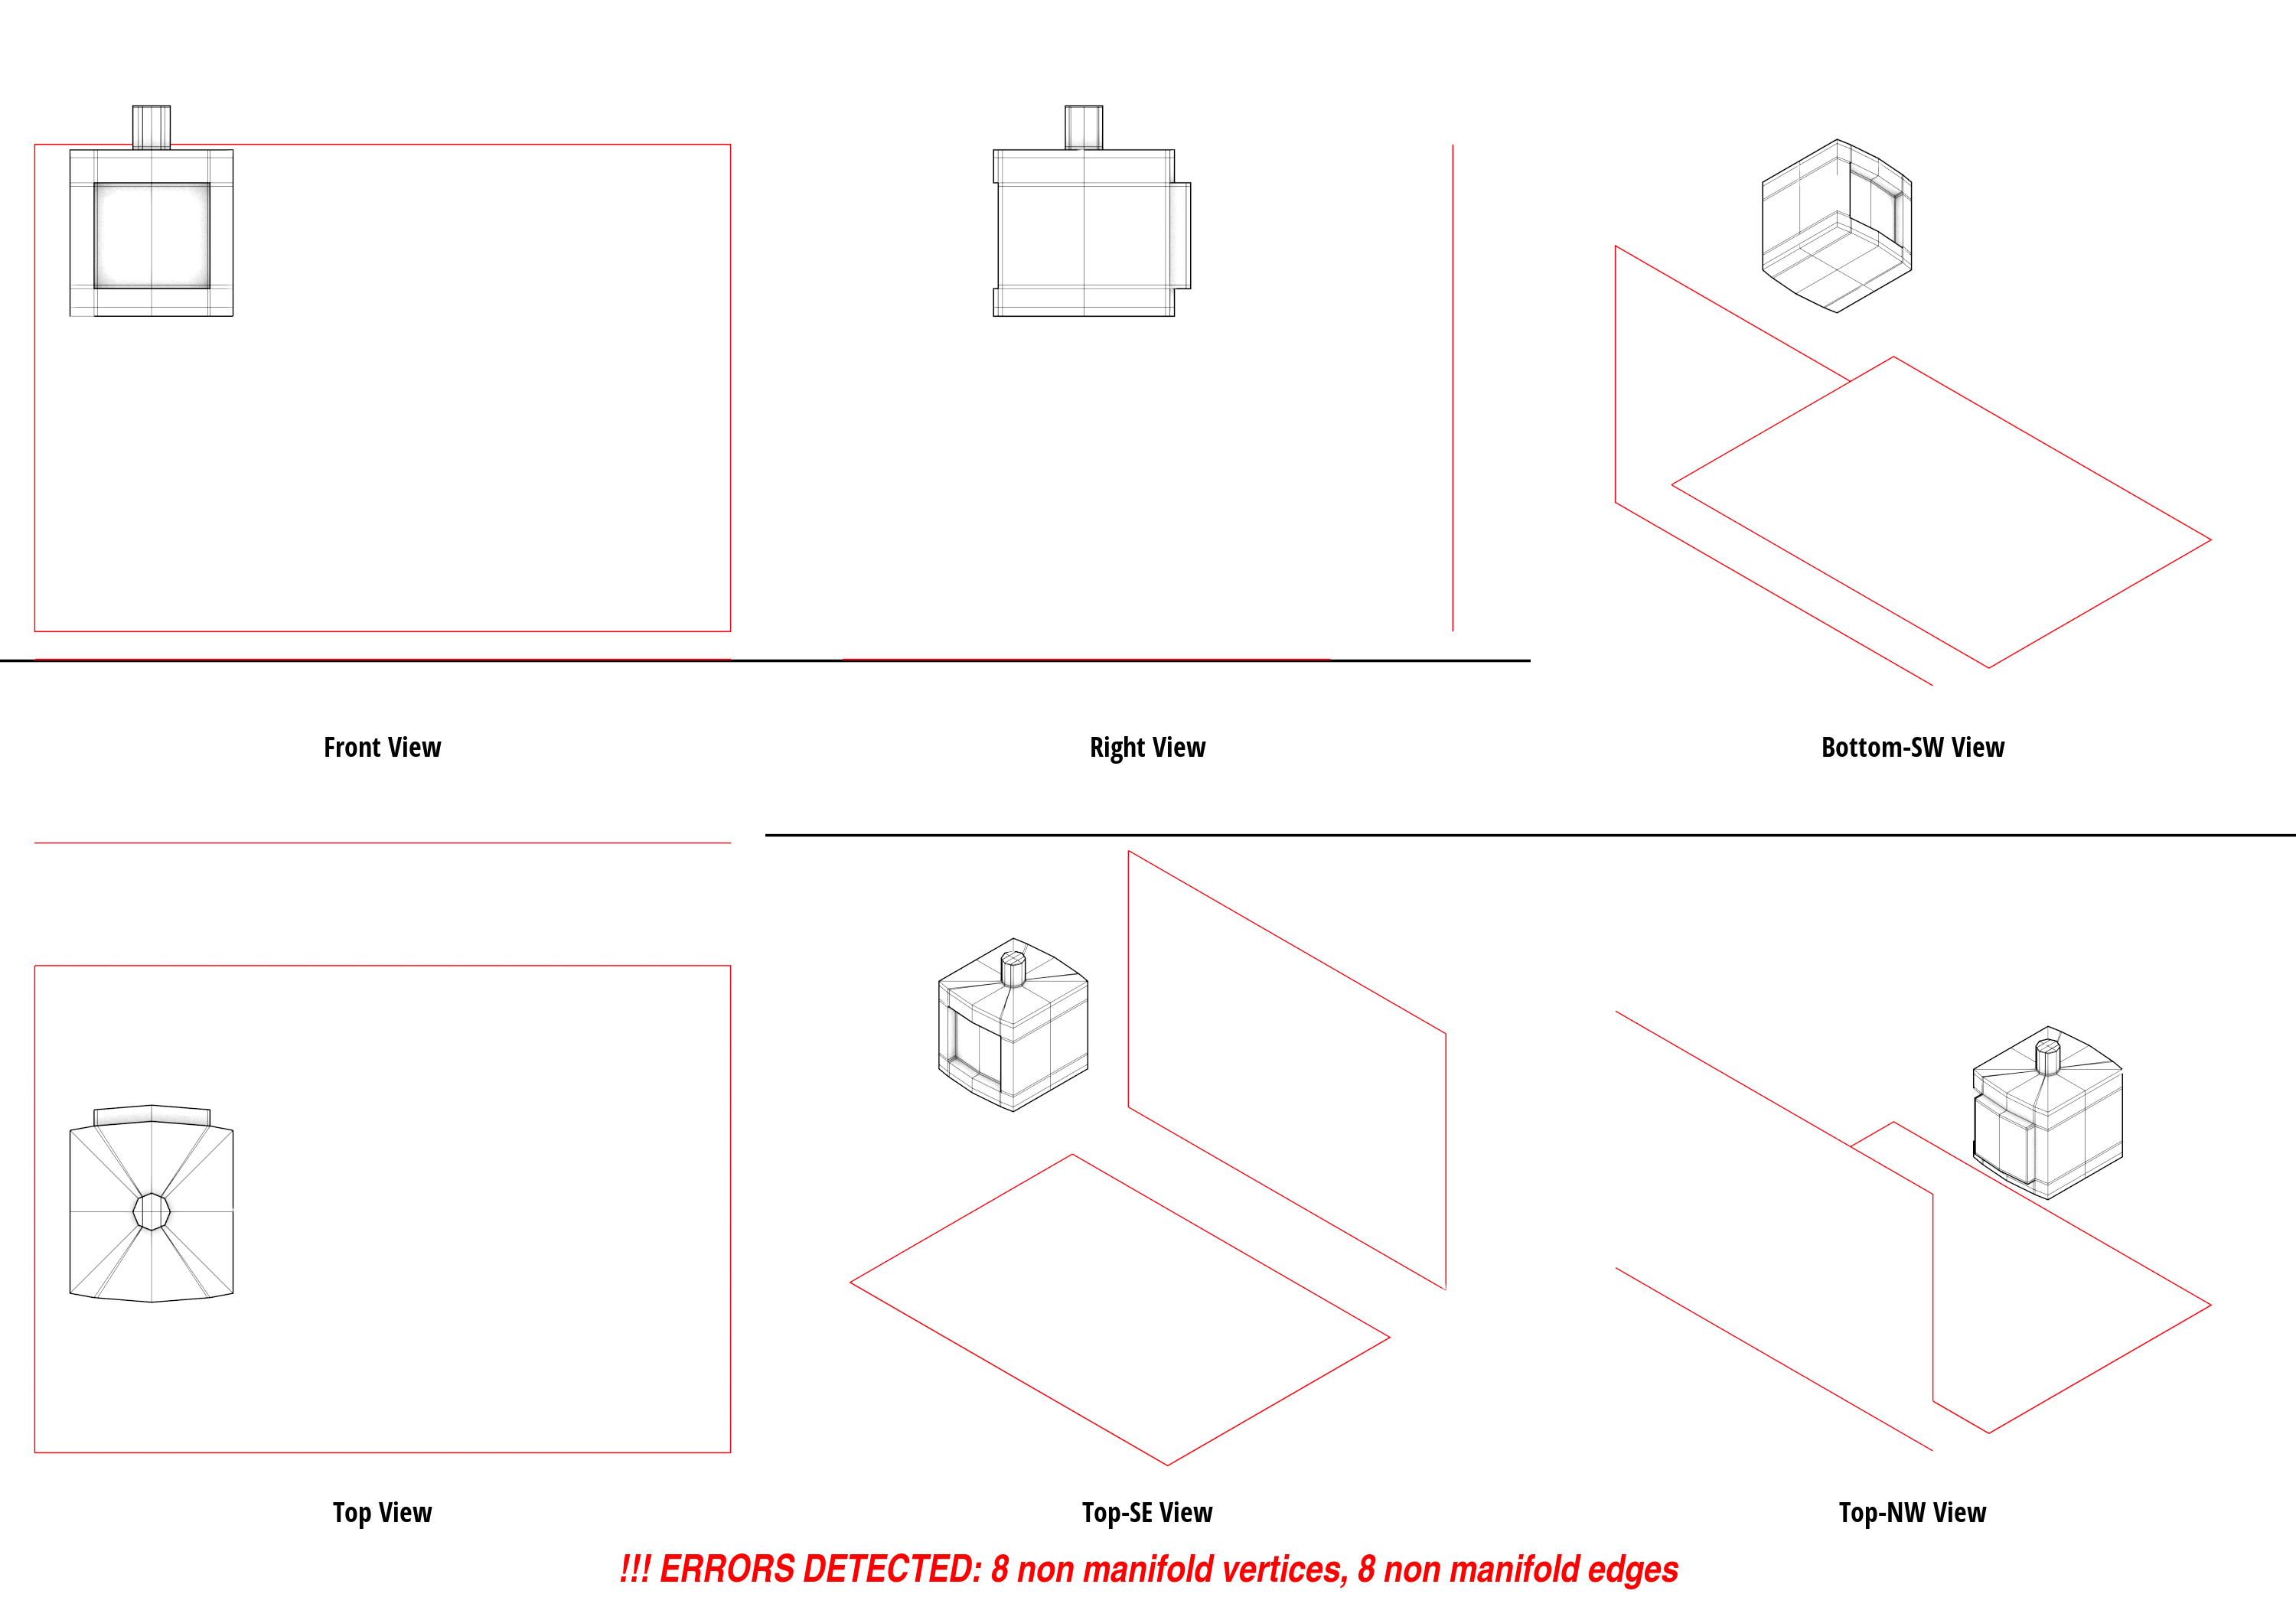 Front View
Right View
Bottom-SW View
Top View
Top-SE View
Top-NW View
!!! ERRORS DETECTED: 8 non manifold vertices, 8 non manifold edges